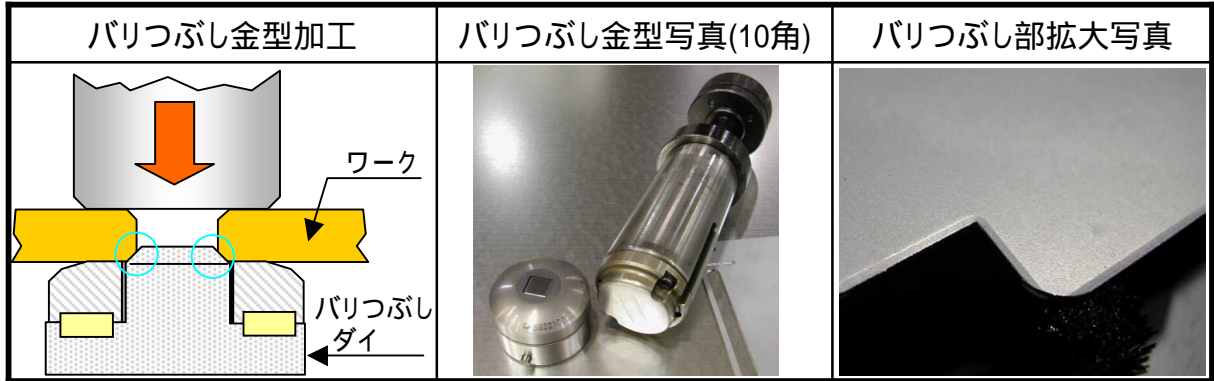 バリつぶし金型加工
バリつぶし金型写真(10角)
バリつぶし部拡大写真
ワーク
バリつぶし
ダイ